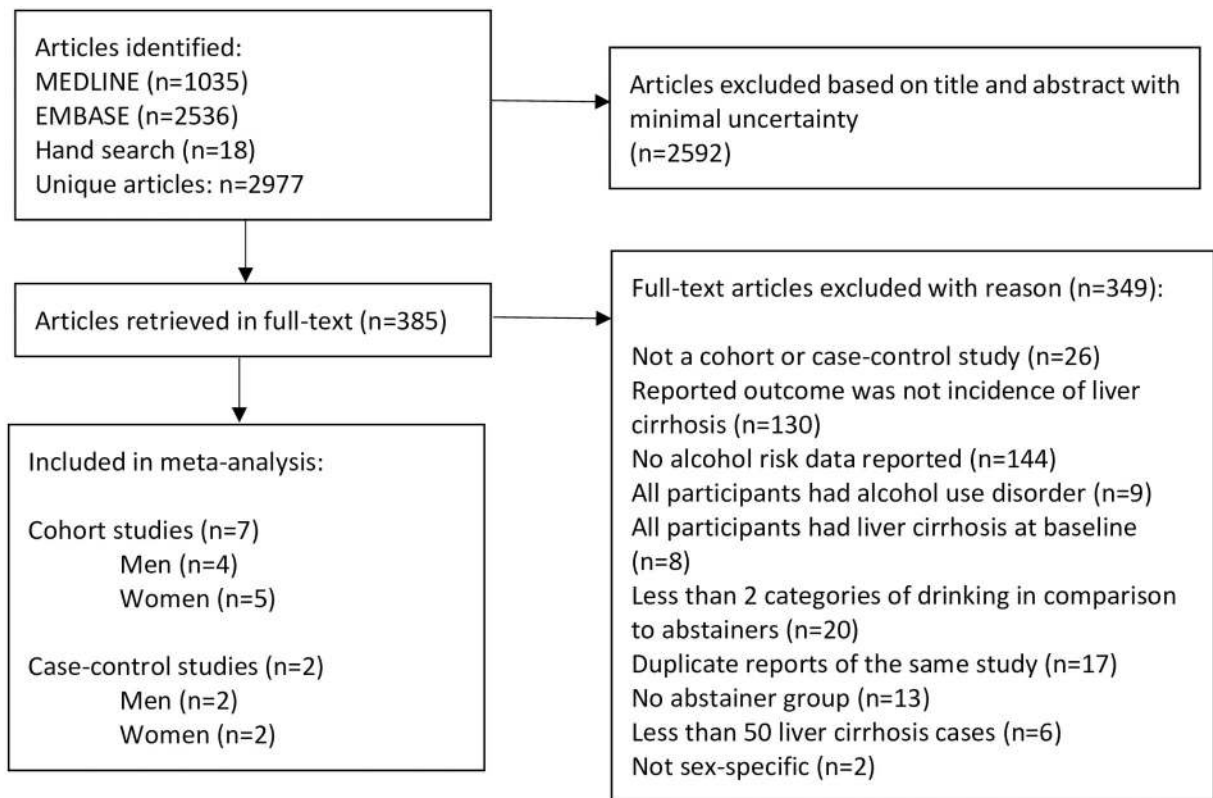 Articles identified:
MEDLINE (n=1035)
EMBASE (n=2536)
Hand search (n=18)
Unique articles: n=2977
Articles excluded based on title and abstract with
minimal uncertainty
(n=2592)
Articles retrieved in full-text (n=385)
Full-text articles excluded with reason (n=349):
Not a cohort or case-control study (n=26)
Reported outcome was not incidence of liver
cirrhosis (n=130)
No alcohol risk data reported (n=144)
All participants had alcohol use disorder (n=9)
All participants had liver cirrhosis at baseline
(n=8)
Less than 2 categories of drinking in comparison
to abstainers (n=20)
Duplicate reports of the same study (n=17)
No abstainer group (n=13)
Less than 50 liver cirrhosis cases (n=6)
Not sex-specific (n=2)
Included in meta-analysis:
Cohort studies (n=7)
Men (n=4)
Women (n=5)
Case-control studies (n=2)
Men (n=2)
Women (n=2)